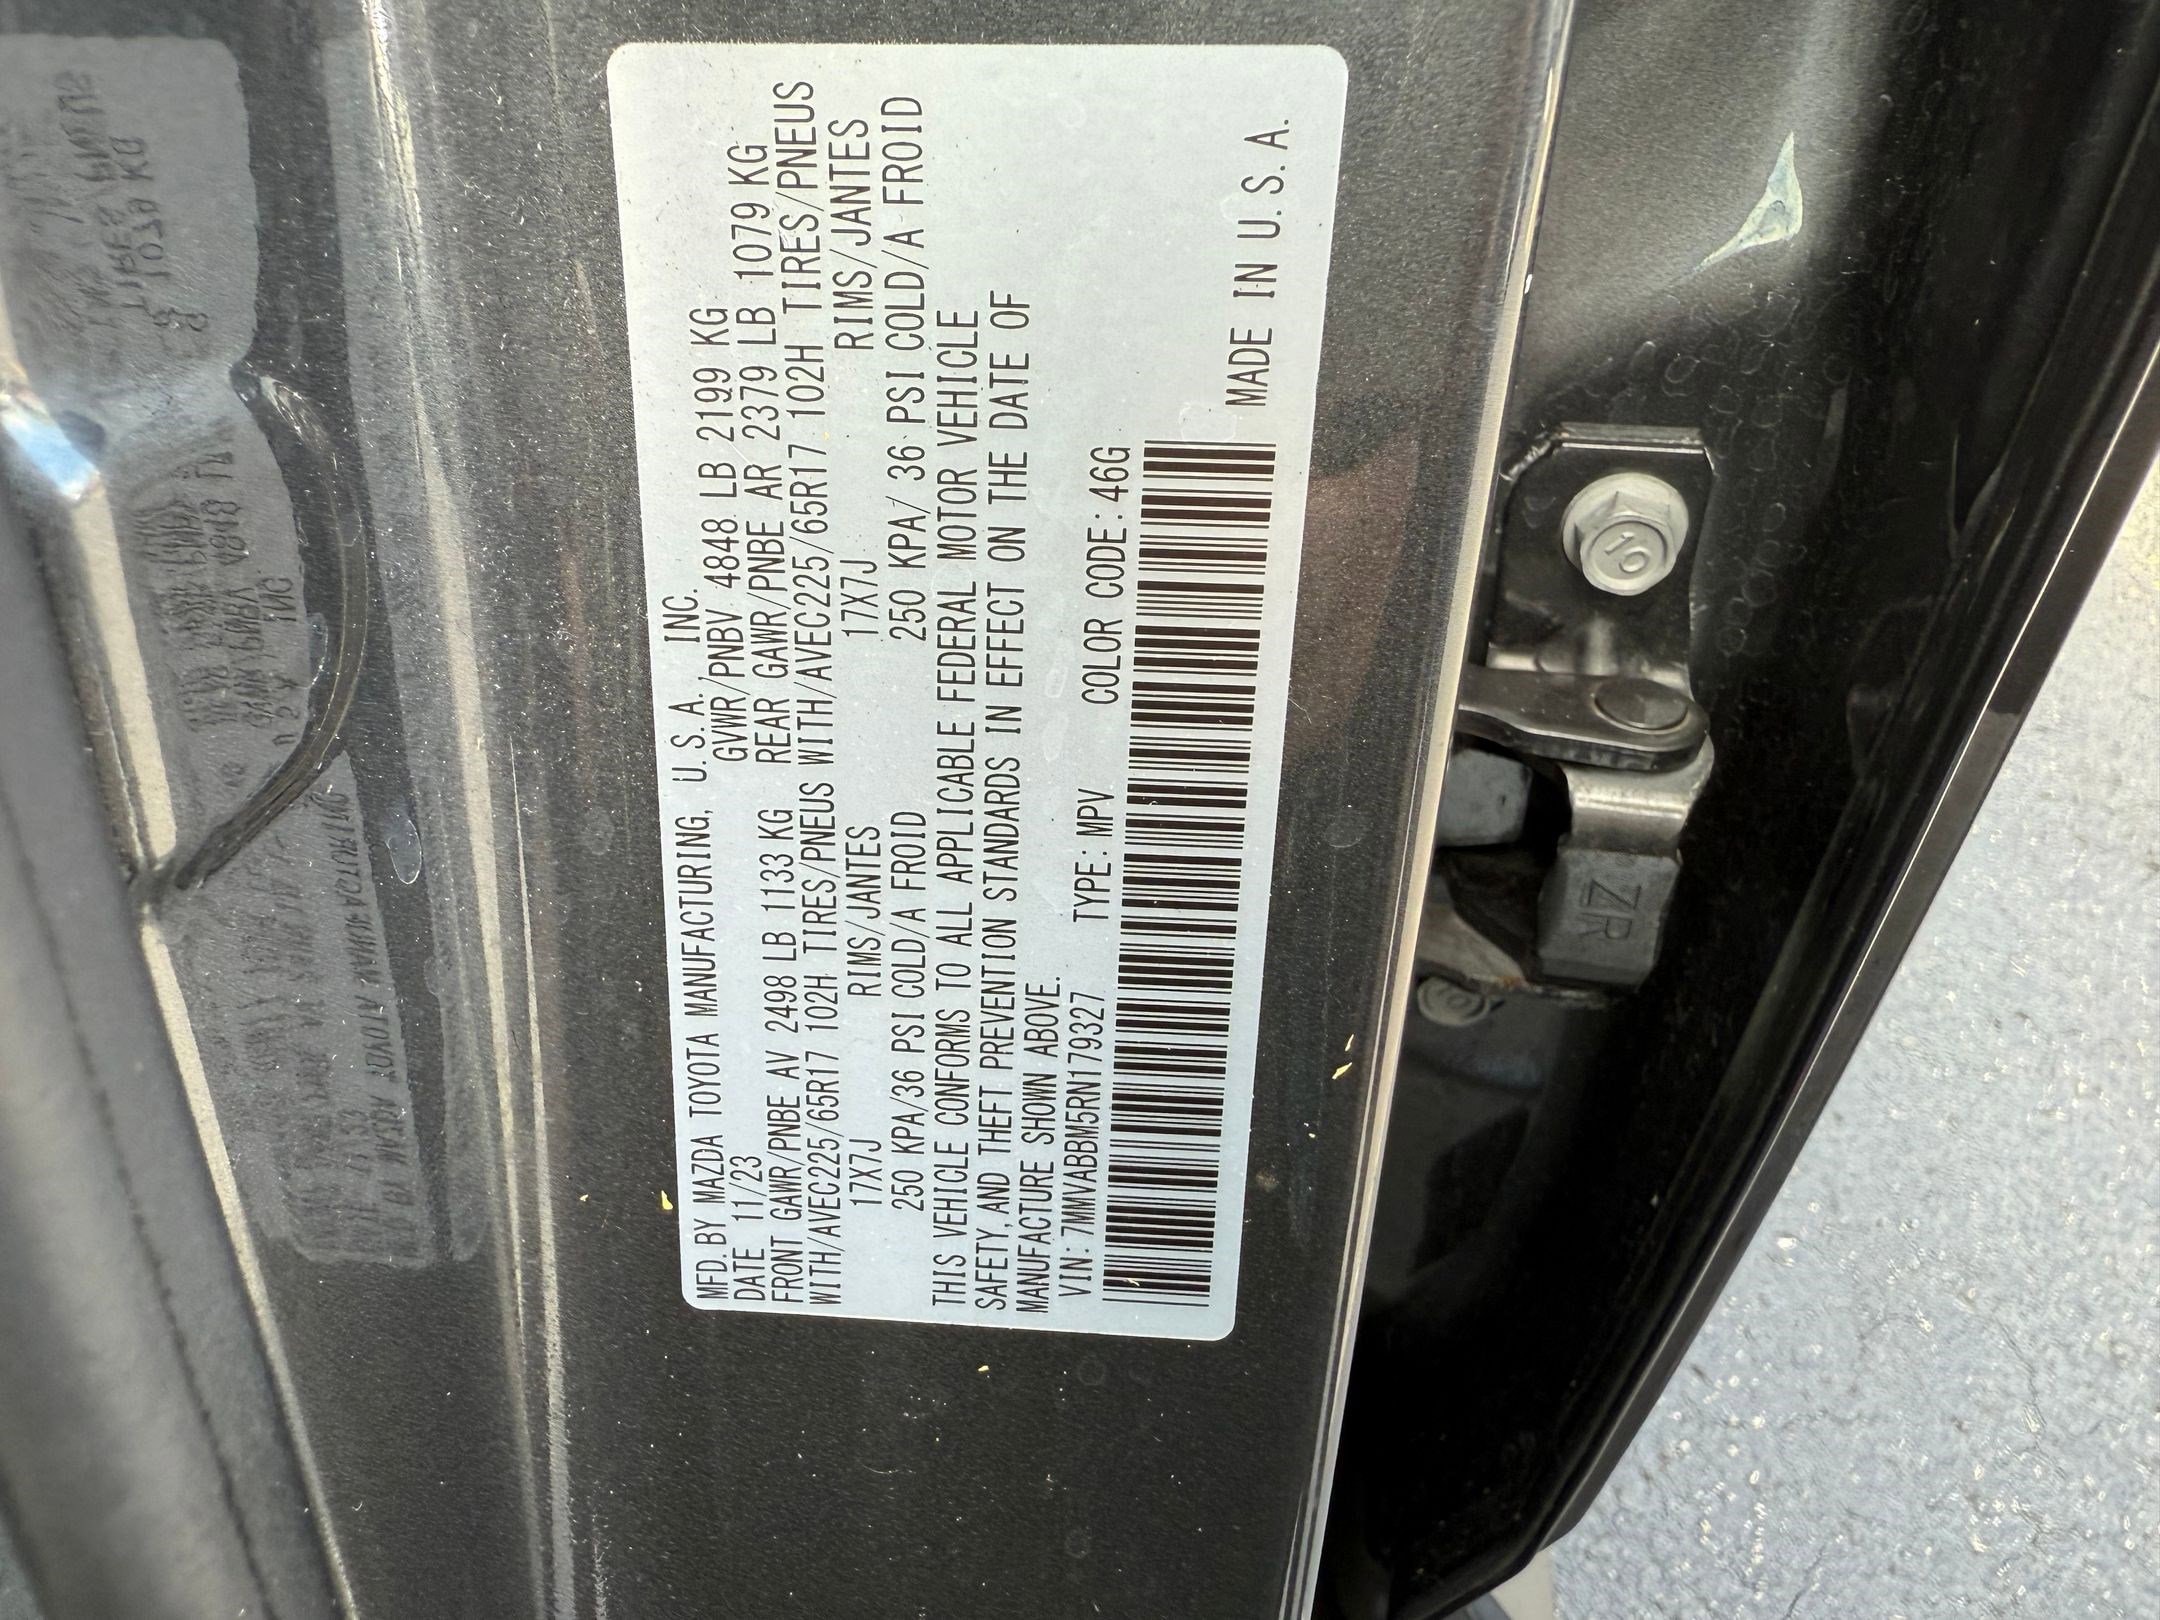 MFD. BY MAZDA TOYOTA MANUFACTURING, U.S.A., INC.
DATE 11/23 GVWR/PNBV 4848 LB 2199 KG
FRONT GAWR/PNBE AV 2498 LB 1133 KG REAR GAWR/PNBE AR 2379 LB 1079 KG
WITH/AVEC225/65R17 102H TIRES/PNEUS WITH/AVEC225/65R17 102H TIRES/PNEUS
17X7J RIMS/JANTES 17X7J RIMS/JANTES
250 KPA/36 PSI COLD/A FROID 250 KPA/ 36 PSI COLD/A FROID
THIS VEHICLE CONFORMS TO ALL APPLICABLE FEDERAL MOTOR VEHICLE
SAFETY, AND THEFT PREVENTION STANDARDS IN EFFECT ON THE DATE OF
MANUFACTURE SHOWN ABOVE.
VIN: 7MMVABBM5RN179327 TYPE: MPV COLOR CODE: 46G
MADE IN U.S.A.
10
ZR